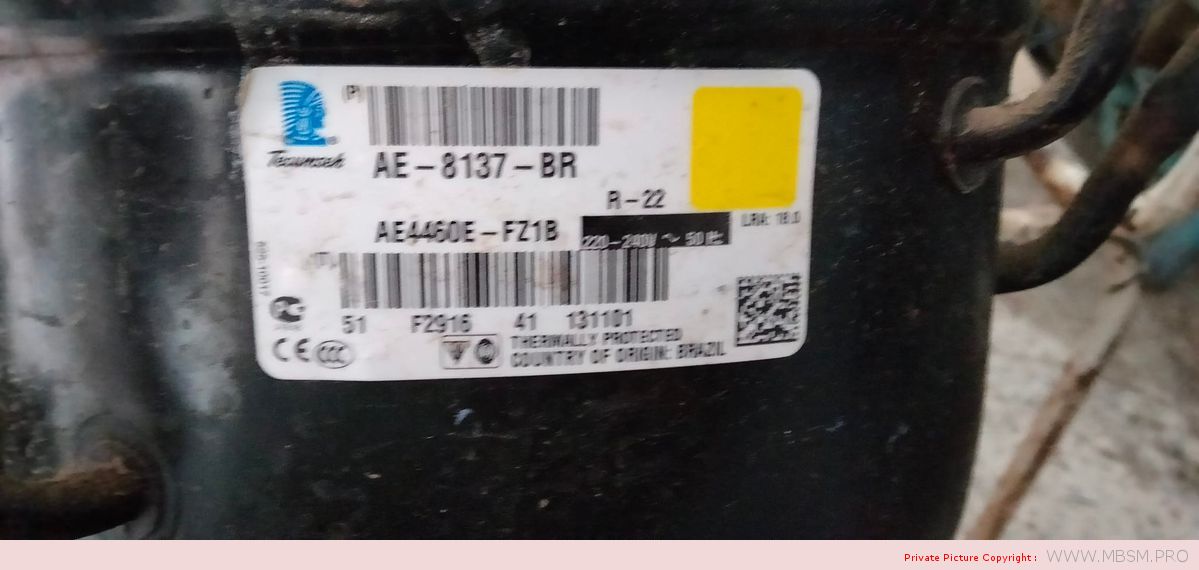 (P)
Tecumseh
AE-8137-BR
R-22
AE4460E-FZ1B
220-240V ~ 50 Hz
LRA: 18.0
(T)
51 F2916 41 131101
THERMALLY PROTECTED
COUNTRY OF ORIGIN: BRAZIL
CE CCC
Private Picture Copyright : WWW.MBSM.PRO